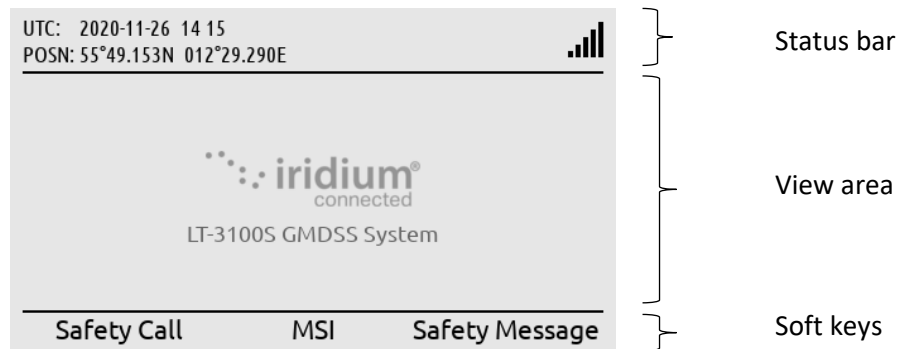 UTC: 2020-11-26 14 15
POSN: 55°49.153N 012°29.290E
Status bar
iridium®
connected
View area
LT-3100S GMDSS System
Safety Call MSI Safety Message
Soft keys